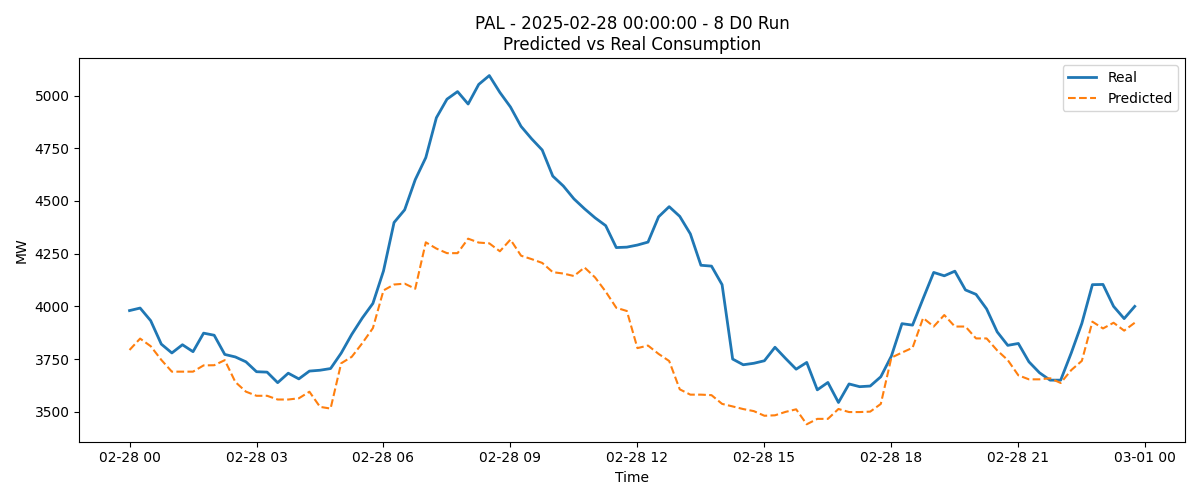 PAL - 2025-02-28 00:00:00 - 8 D0 Run
Predicted vs Real Consumption
Real
Predicted
MW
5000
4750
4500
4250
4000
3750
3500
02-28 00
02-28 03
02-28 06
02-28 09
02-28 12
02-28 15
02-28 18
02-28 21
03-01 00
Time